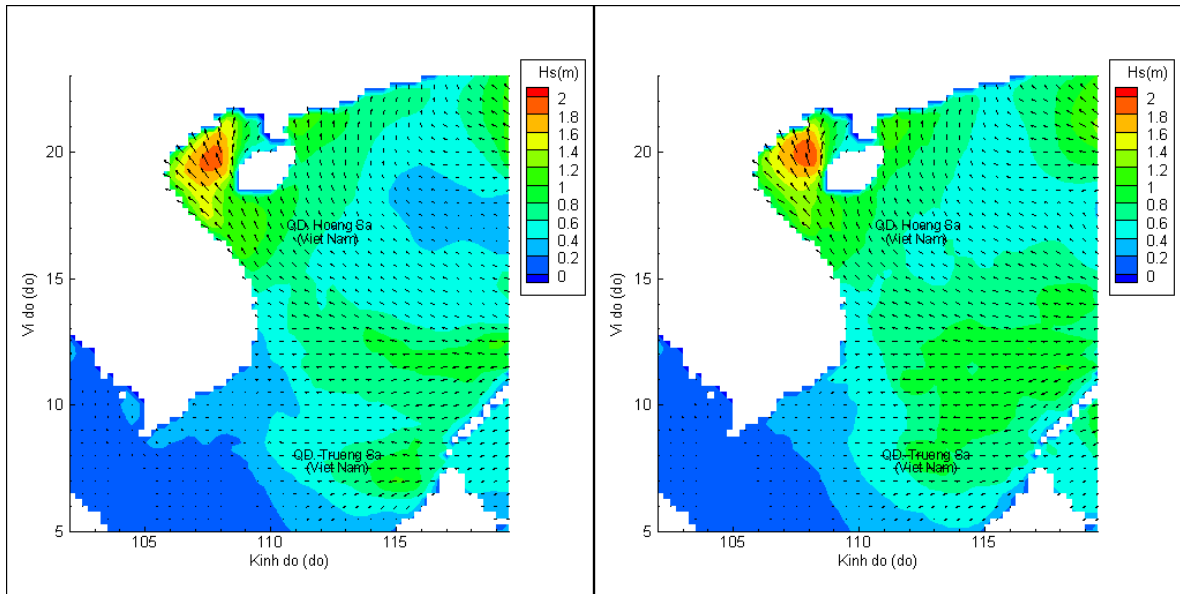 Hs(m)
2
1.8
1.6
1.4
1.2
1
0.8
0.6
0.4
0.2
0
20
15
10
5
Vi do (do)
105
110
115
Kinh do (do)
QD. Hoang Sa
(Viet Nam)
QD. Truong Sa
(Viet Nam)
Hs(m)
2
1.8
1.6
1.4
1.2
1
0.8
0.6
0.4
0.2
0
20
15
10
5
Vi do (do)
105
110
115
Kinh do (do)
QD. Hoang Sa
(Viet Nam)
QD. Truong Sa
(Viet Nam)